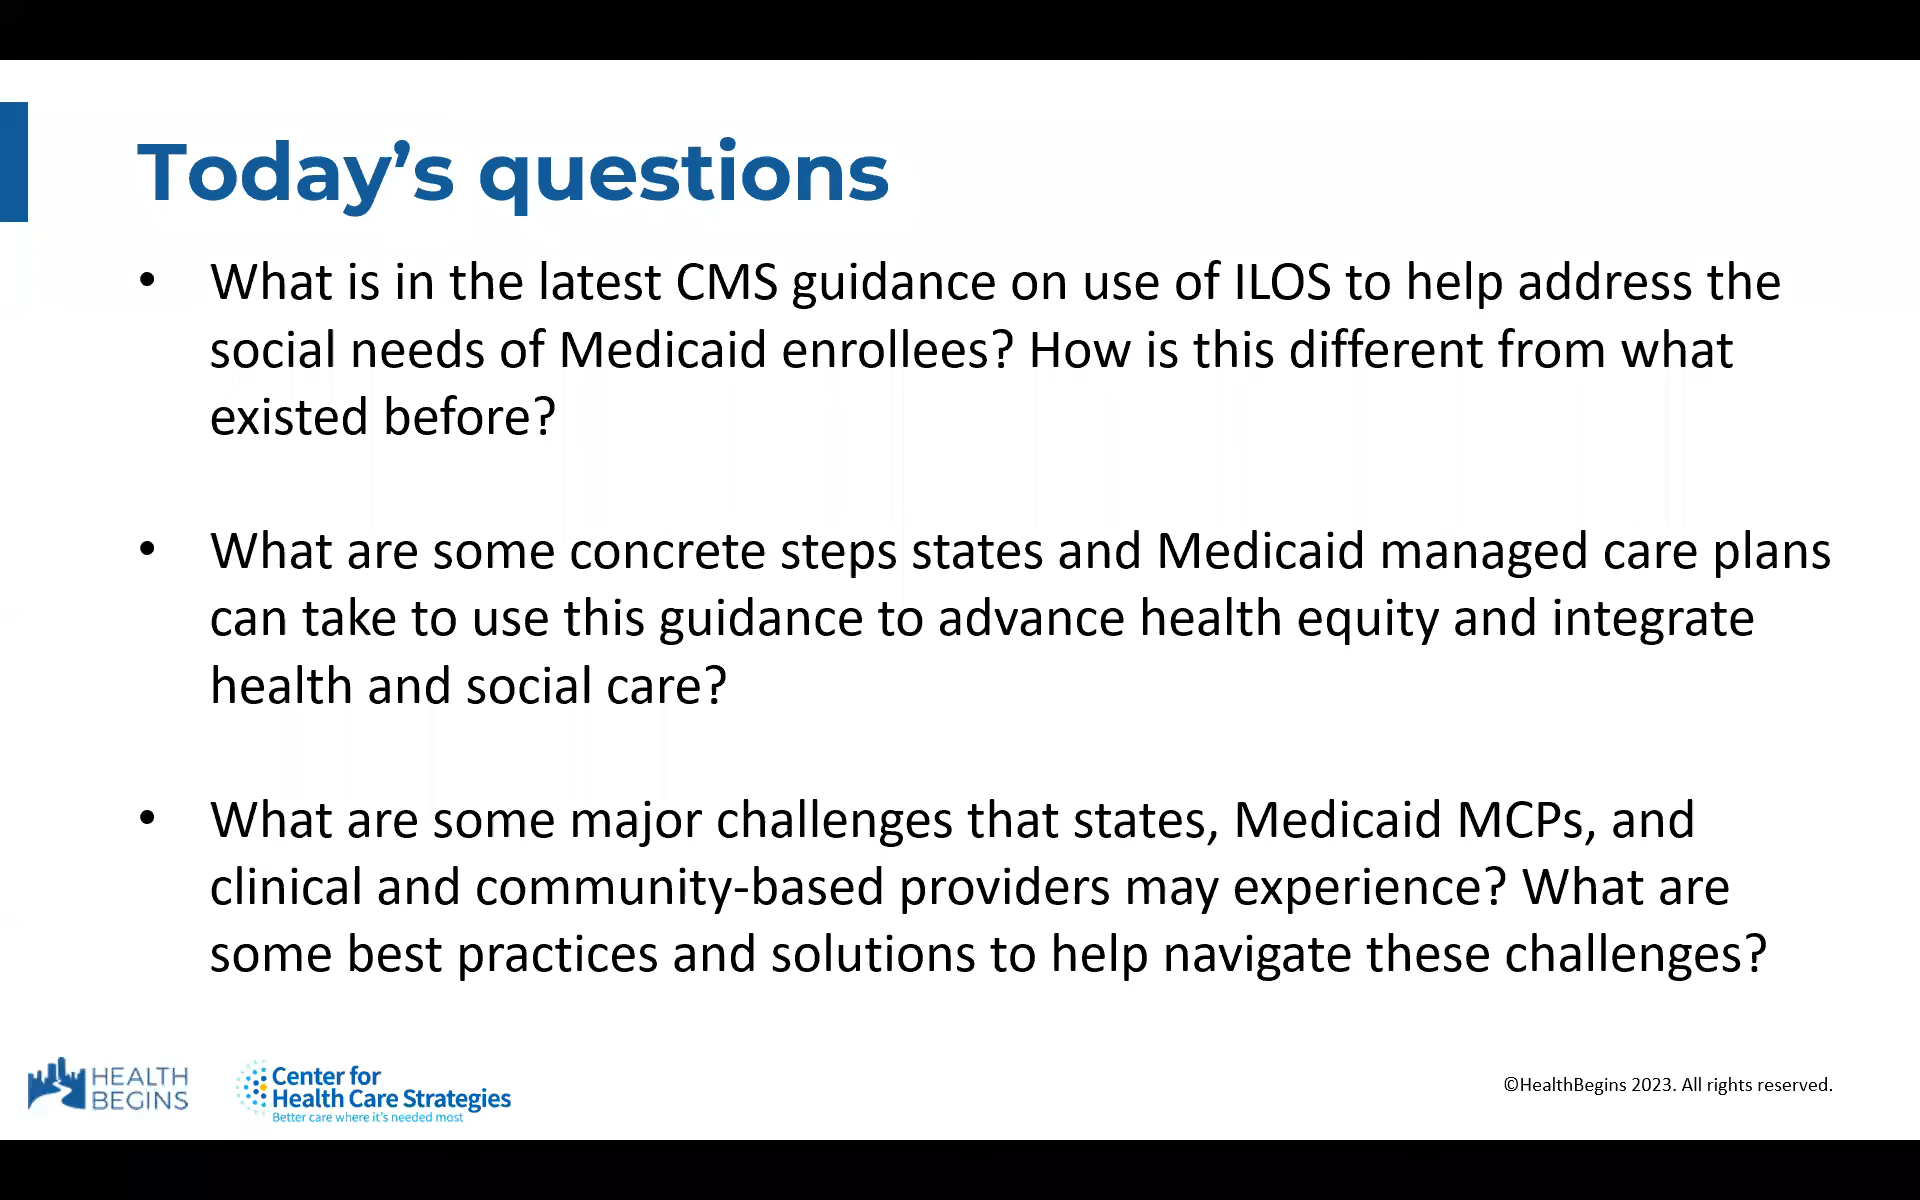 Today’s questions
• What is in the latest CMS guidance on use of ILOS to help address the
social needs of Medicaid enrollees? How is this different from what
existed before?
• What are some concrete steps states and Medicaid managed care plans
can take to use this guidance to advance health equity and integrate
health and social care?
• What are some major challenges that states, Medicaid MCPs, and
clinical and community-based providers may experience? What are
some best practices and solutions to help navigate these challenges?
HEALTH
BEGINS
Center for
Health Care Strategies
Better care where it’s needed most
©HealthBegins 2023. All rights reserved.